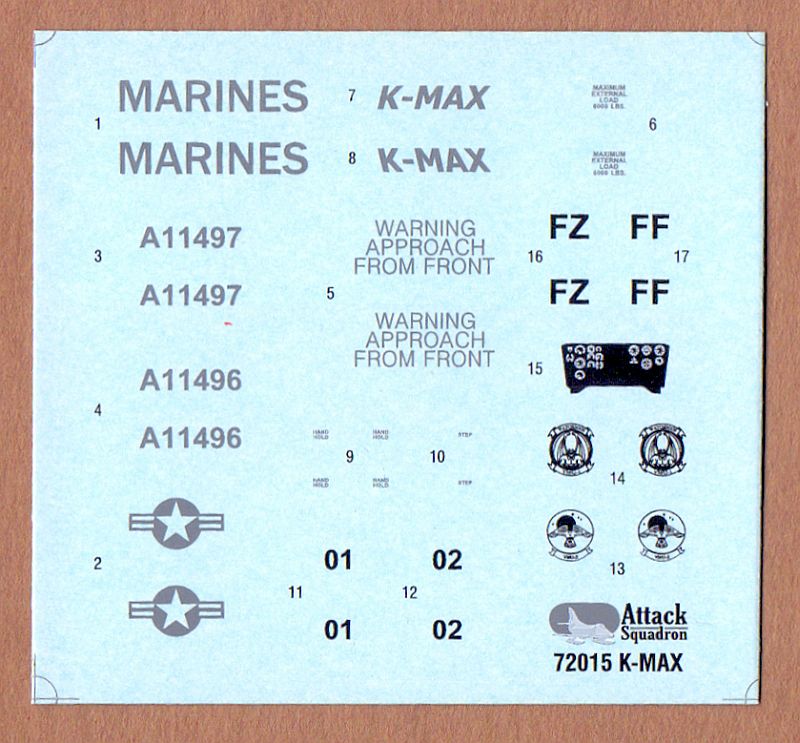 MARINES
7
K-MAX
MAXIMUM
EXTERNAL
LOAD
6000 LBS.
1
6
MARINES
8
K-MAX
MAXIMUM
EXTERNAL
LOAD
6000 LBS.
3
A11497
WARNING
APPROACH
FROM FRONT
16
FZ
FF
17
A11497
5
FZ
FF
WARNING
APPROACH
FROM FRONT
15
A11496
4
A11496
HAND
HOLD
HAND
HOLD
STEP
9
10
HAND
HOLD
HAND
HOLD
STEP
14
2
01
02
13
11
12
01
02
Attack
Squadron
72015 K-MAX